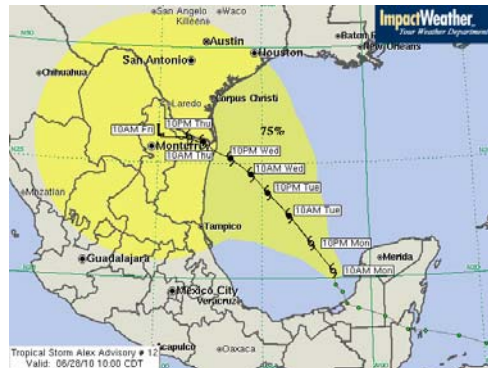 ImpactWeather
Your Weather Department
San Angelo
Waco
Killeen
Austin
Baton R
New Orleans
Houston
San Antonio
Chihuahua
Laredo
Corpus Christi
75%
10AM Fri
10PM Thu
Monterrey
10AM Thu
10PM Wed
25
10AM Wed
10PM Tue
Mazatlan
10AM Tue
Tampico
10PM Mon
Merida
Guadalajara
10AM Mon
Mexico City
Veracruz
Acapulco
Oaxaca
Tropical Storm Alex Advisory # 12
Valid: 06/28/10 10:00 CDT